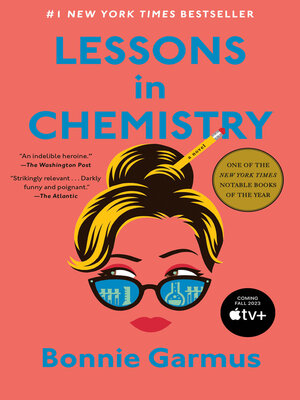 #1 NEW YORK TIMES BESTSELLER
LESSONS
in
CHEMISTRY
a novel
"An indelible heroine."
—The Washington Post
"Strikingly relevant . . . Darkly
funny and poignant."
—The Atlantic
ONE OF THE
NEW YORK TIMES
NOTABLE BOOKS
OF THE YEAR
COMING
FALL 2023
tv+
Bonnie Garmus